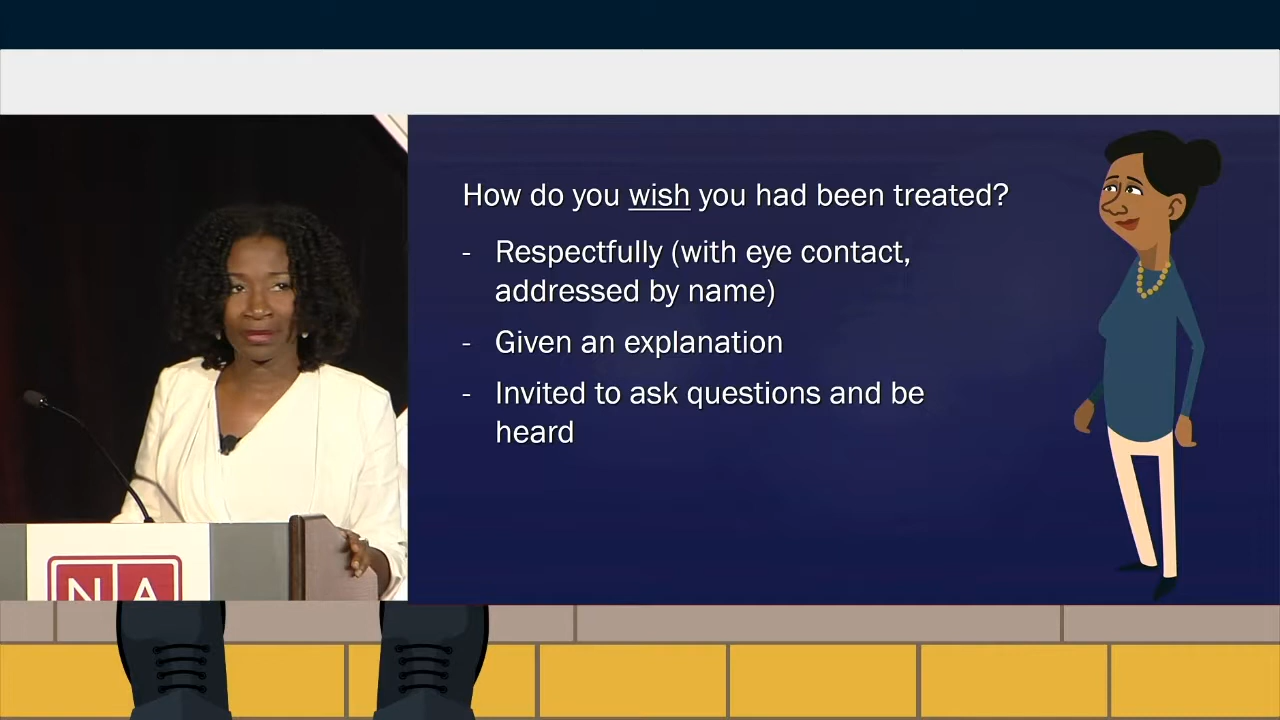 How do you wish you had been treated?
- Respectfully (with eye contact,
addressed by name)
- Given an explanation
- Invited to ask questions and be
heard
N A